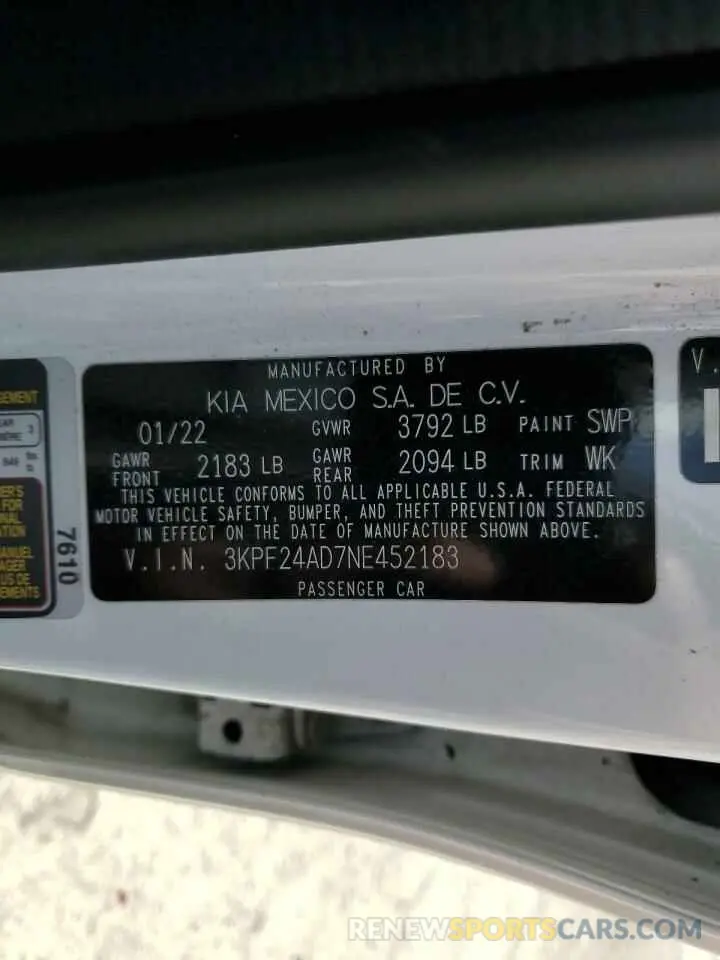 MANUFACTURED BY
KIA MEXICO S.A. DE C.V.
01/22 GVWR 3792 LB PAINT SWP
GAWR FRONT 2183 LB GAWR REAR 2094 LB TRIM WK
THIS VEHICLE CONFORMS TO ALL APPLICABLE U.S.A. FEDERAL
MOTOR VEHICLE SAFETY, BUMPER, AND THEFT PREVENTION STANDARDS
IN EFFECT ON THE DATE OF MANUFACTURE SHOWN ABOVE.
V.I.N. 3KPF24AD7NE452183
PASSENGER CAR
7610
V.
RENEWSPORTSCARS.COM